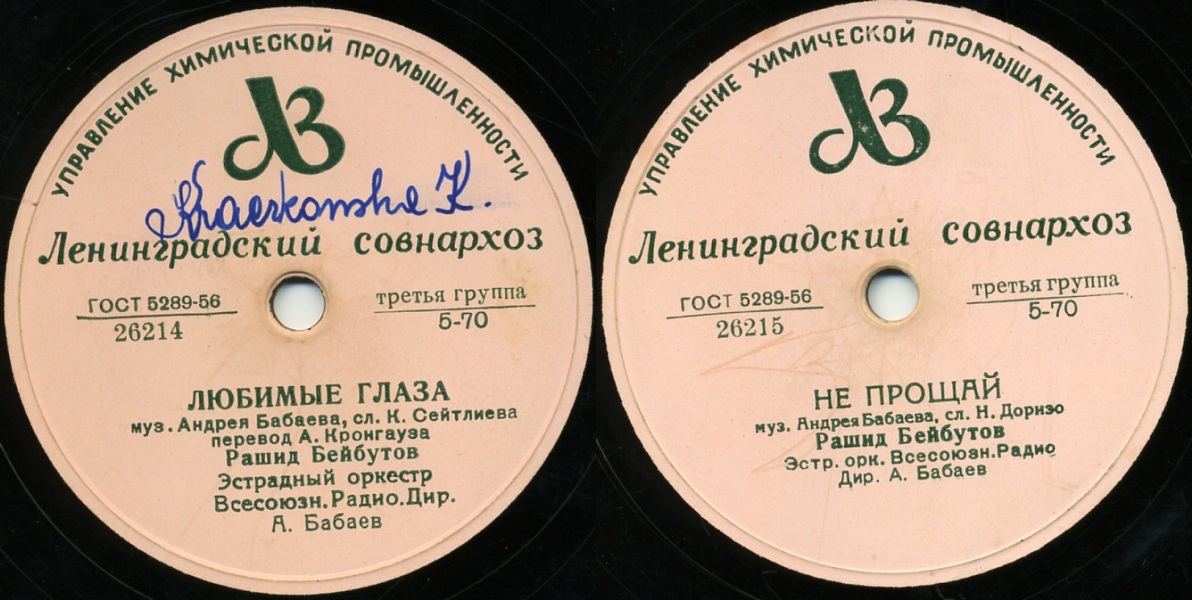 УПРАВЛЕНИЕ ХИМИЧЕСКОЙ ПРОМЫШЛЕННОСТИ
Ленинградский совнархоз
ГОСТ 5289-56
26214
третья группа
5-70
ЛЮБИМЫЕ ГЛАЗА
муз. Андрея Бабаева, сл. К. Сейтлиева
перевод А. Кронгауза
Рашид Бейбутов
Эстрадный оркестр
Всесоюзн.Радио.Дир.
А. Бабаев
УПРАВЛЕНИЕ ХИМИЧЕСКОЙ ПРОМЫШЛЕННОСТИ
Ленинградский совнархоз
ГОСТ 5289-56
26215
третья группа
5-70
НЕ ПРОЩАЙ
муз. Андрея Бабаева, сл. Н. Доризо
Рашид Бейбутов
Эстр. орк. Всесоюзн.Радио
Дир. А. Бабаев